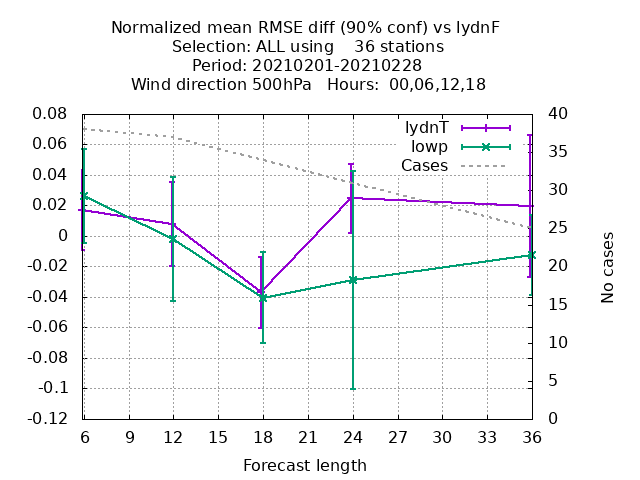 Normalized mean RMSE diff (90% conf) vs lydnF
Selection: ALL using    36 stations
Period: 20210201-20210228
Wind direction 500hPa   Hours:  00,06,12,18
lydnT
lowp
Cases
0.08
0.06
0.04
0.02
0
-0.02
-0.04
-0.06
-0.08
-0.1
-0.12
40
35
30
25
20
15
10
5
0
No cases
6 9 12 15 18 21 24 27 30 33 36
Forecast length